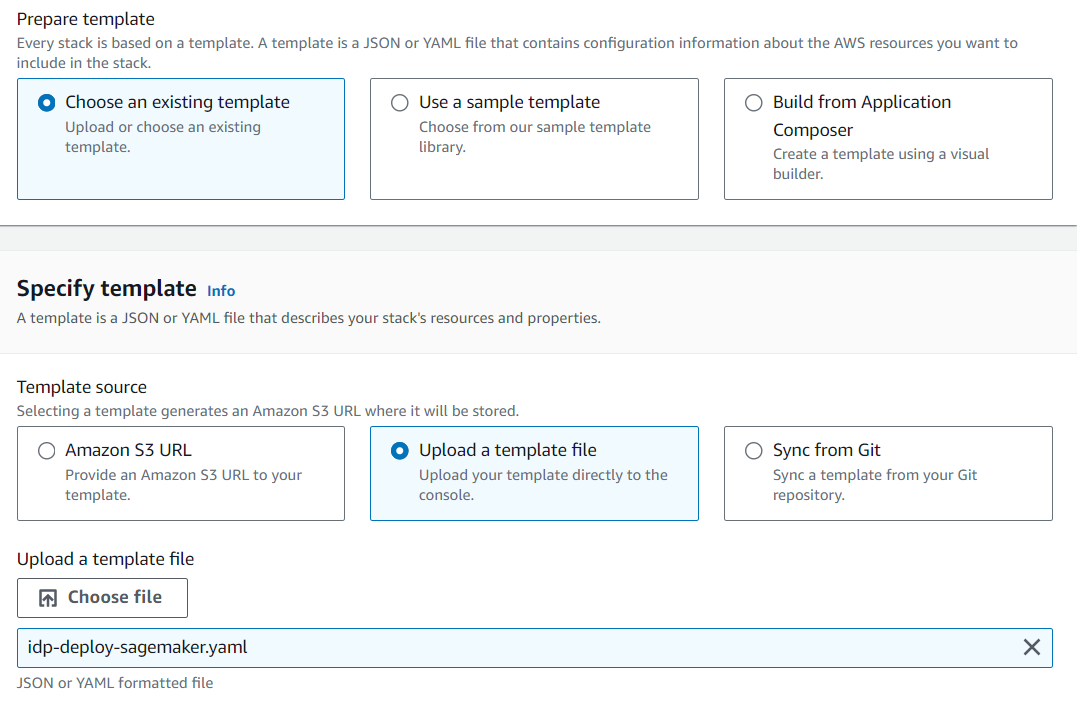 Prepare template
Every stack is based on a template. A template is a JSON or YAML file that contains configuration information about the AWS resources you want to
include in the stack.
Choose an existing template
Upload or choose an existing
template.
Use a sample template
Choose from our sample template
library.
Build from Application
Composer
Create a template using a visual
builder.
Specify template Info
A template is a JSON or YAML file that describes your stack's resources and properties.
Template source
Selecting a template generates an Amazon S3 URL where it will be stored.
Amazon S3 URL
Provide an Amazon S3 URL to your
template.
Upload a template file
Upload your template directly to the
console.
Sync from Git
Sync a template from your Git
repository.
Upload a template file
Choose file
idp-deploy-sagemaker.yaml
JSON or YAML formatted file